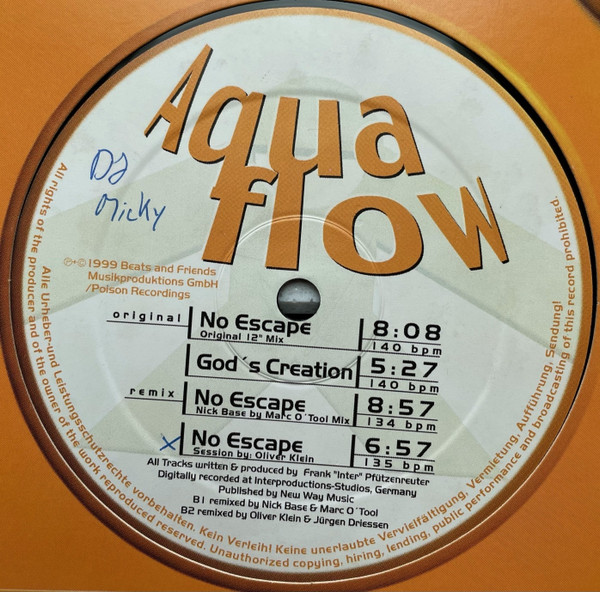 Aqua
flow
DJ
Micky
℗+©1999 Beats and Friends
Musikproduktions GmbH
/Poison Recordings
original
No Escape
Original 12" Mix
8:08
140 bpm
God´s Creation
5:27
140 bpm
remix
No Escape
Nick Base by Marc O´Tool Mix
8:57
134 bpm
X
No Escape
Session by: Oliver Klein
6:57
135 bpm
All Tracks written & produced by Frank "Inter" Pfützenreuter
Digitally recorded at Interproductions-Studios, Germany
Published by New Way Music
B1 remixed by Nick Base & Marc O´Tool
B2 remixed by Oliver Klein & Jürgen Driessen
Alle Urheber-und Leistungsschutzrechte vorbehalten. Kein Verleih! Keine unerlaubte Vervielfältigung, Vermietung, Aufführung, Sendung!
All rights of the producer and of the owner of the work reproduced reserved. Unauthorized copying, hiring, lending, public performance and broadcasting of this record prohibited.